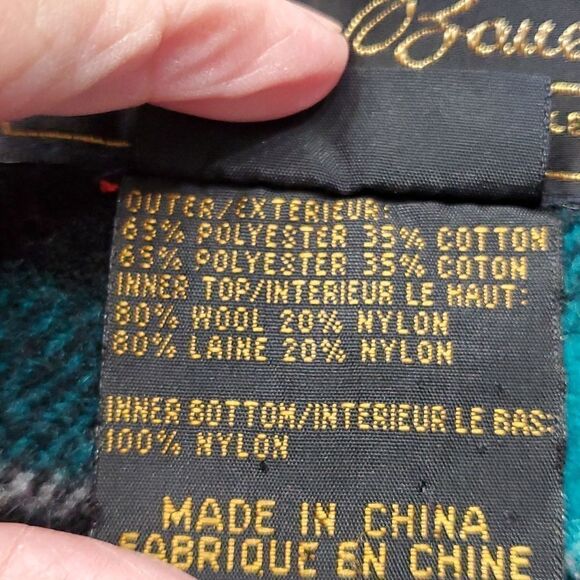 OUTER/EXTERIEUR:
65% POLYESTER 35% COTTON
65% POLYESTER 35% COTON
INNER TOP/INTERIEUR LE HAUT:
80% WOOL 20% NYLON
80% LAINE 20% NYLON
INNER BOTTOM/INTERIEUR LE BAS:
100% NYLON
MADE IN CHINA
FABRIQUE EN CHINE